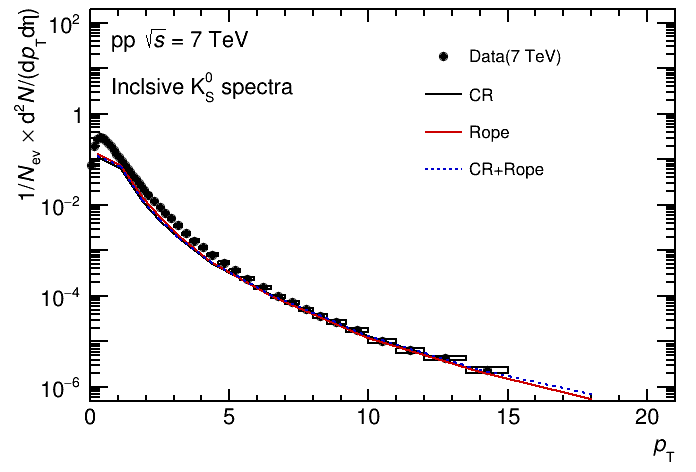 pp √s = 7 TeV
Inclsive K⁰_S spectra
Data(7 TeV)
CR
Rope
CR+Rope
1/N_ev × d²N/(dp_T dη)
10²
1
10⁻²
10⁻⁴
10⁻⁶
0 5 10 15 20
p_T